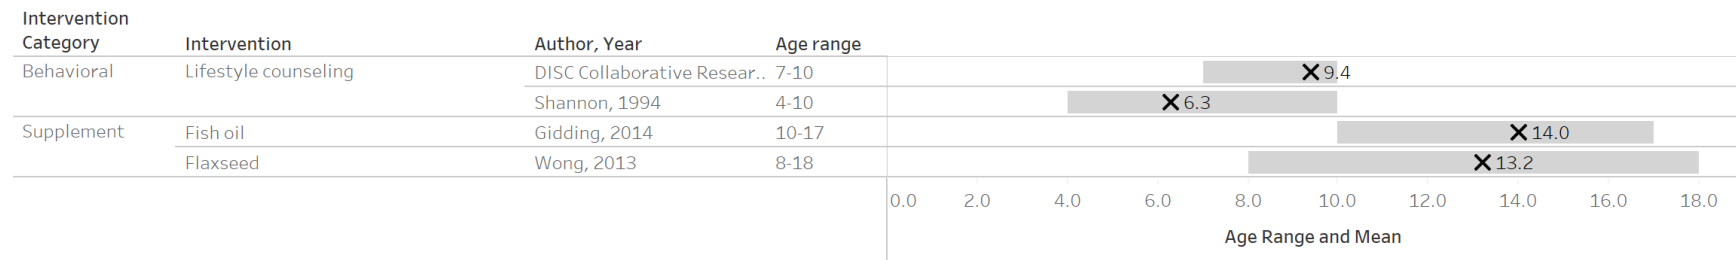 Intervention
Category Intervention Author, Year Age range
Behavioral Lifestyle counseling DISC Collaborative Resear.. 7-10 9.4
Shannon, 1994 4-10 6.3
Supplement Fish oil Gidding, 2014 10-17 14.0
Flaxseed Wong, 2013 8-18 13.2
0.0 2.0 4.0 6.0 8.0 10.0 12.0 14.0 16.0 18.0
Age Range and Mean